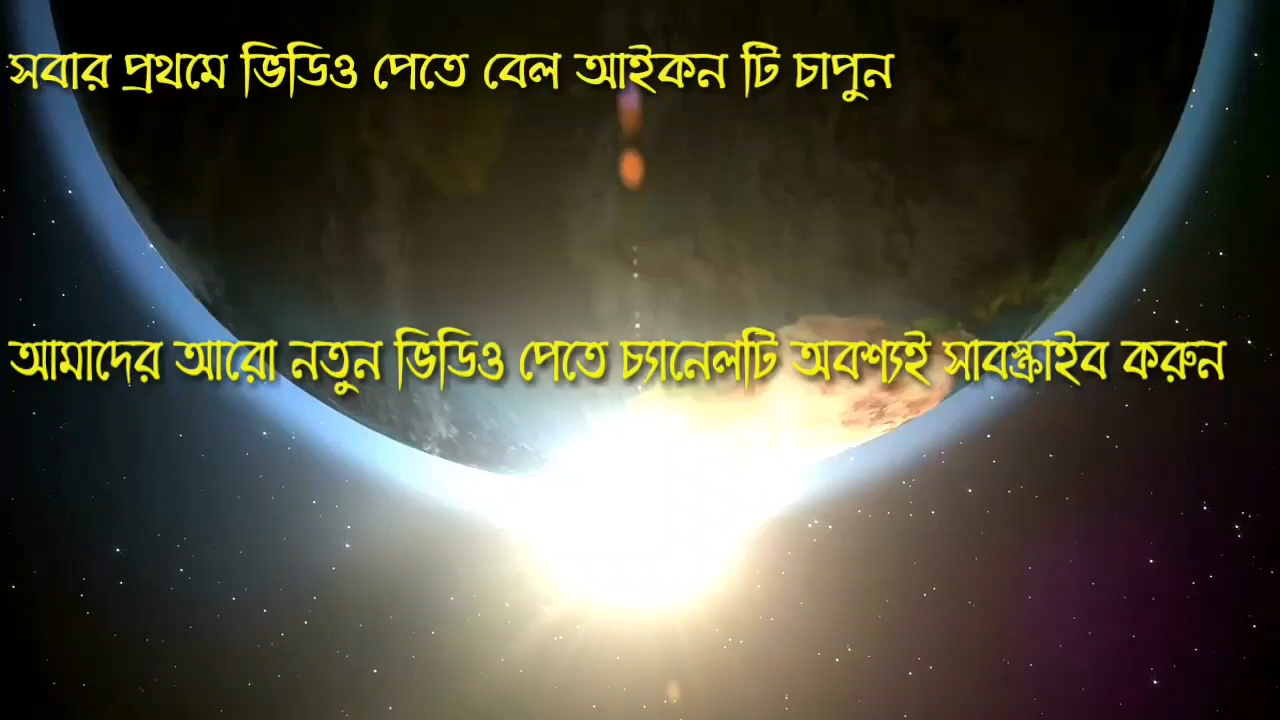 সবার প্রথমে ভিডিও পেতে বেল আইকন টি চাপুন
আমাদের আরো নতুন ভিডিও পেতে চ্যানেলটি অবশ্যই সাবস্ক্রাইব করুন